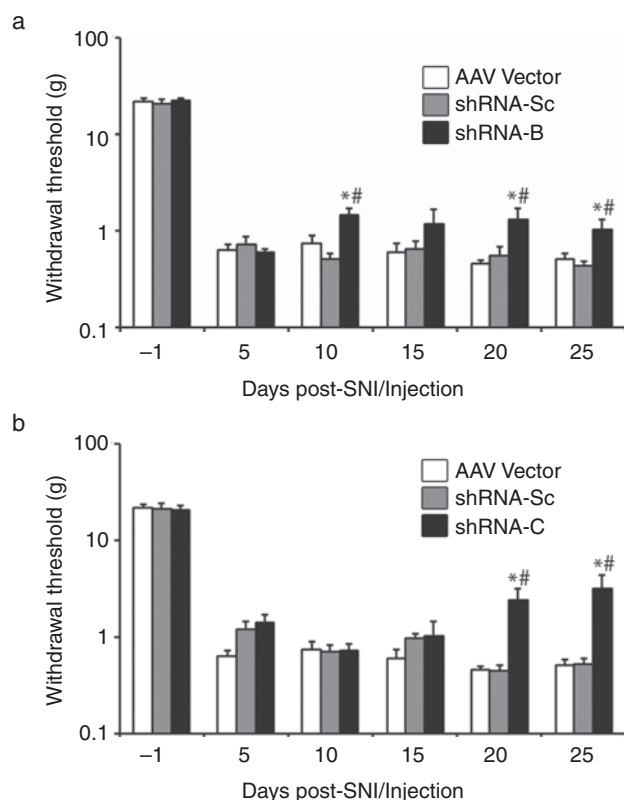 a
100
10
1
0.1
Withdrawal threshold (g)
AAV Vector
shRNA-Sc
shRNA-B
*#
*#
*#
–1 5 10 15 20 25
Days post-SNI/Injection
b
100
10
1
0.1
Withdrawal threshold (g)
AAV Vector
shRNA-Sc
shRNA-C
*#
*#
–1 5 10 15 20 25
Days post-SNI/Injection